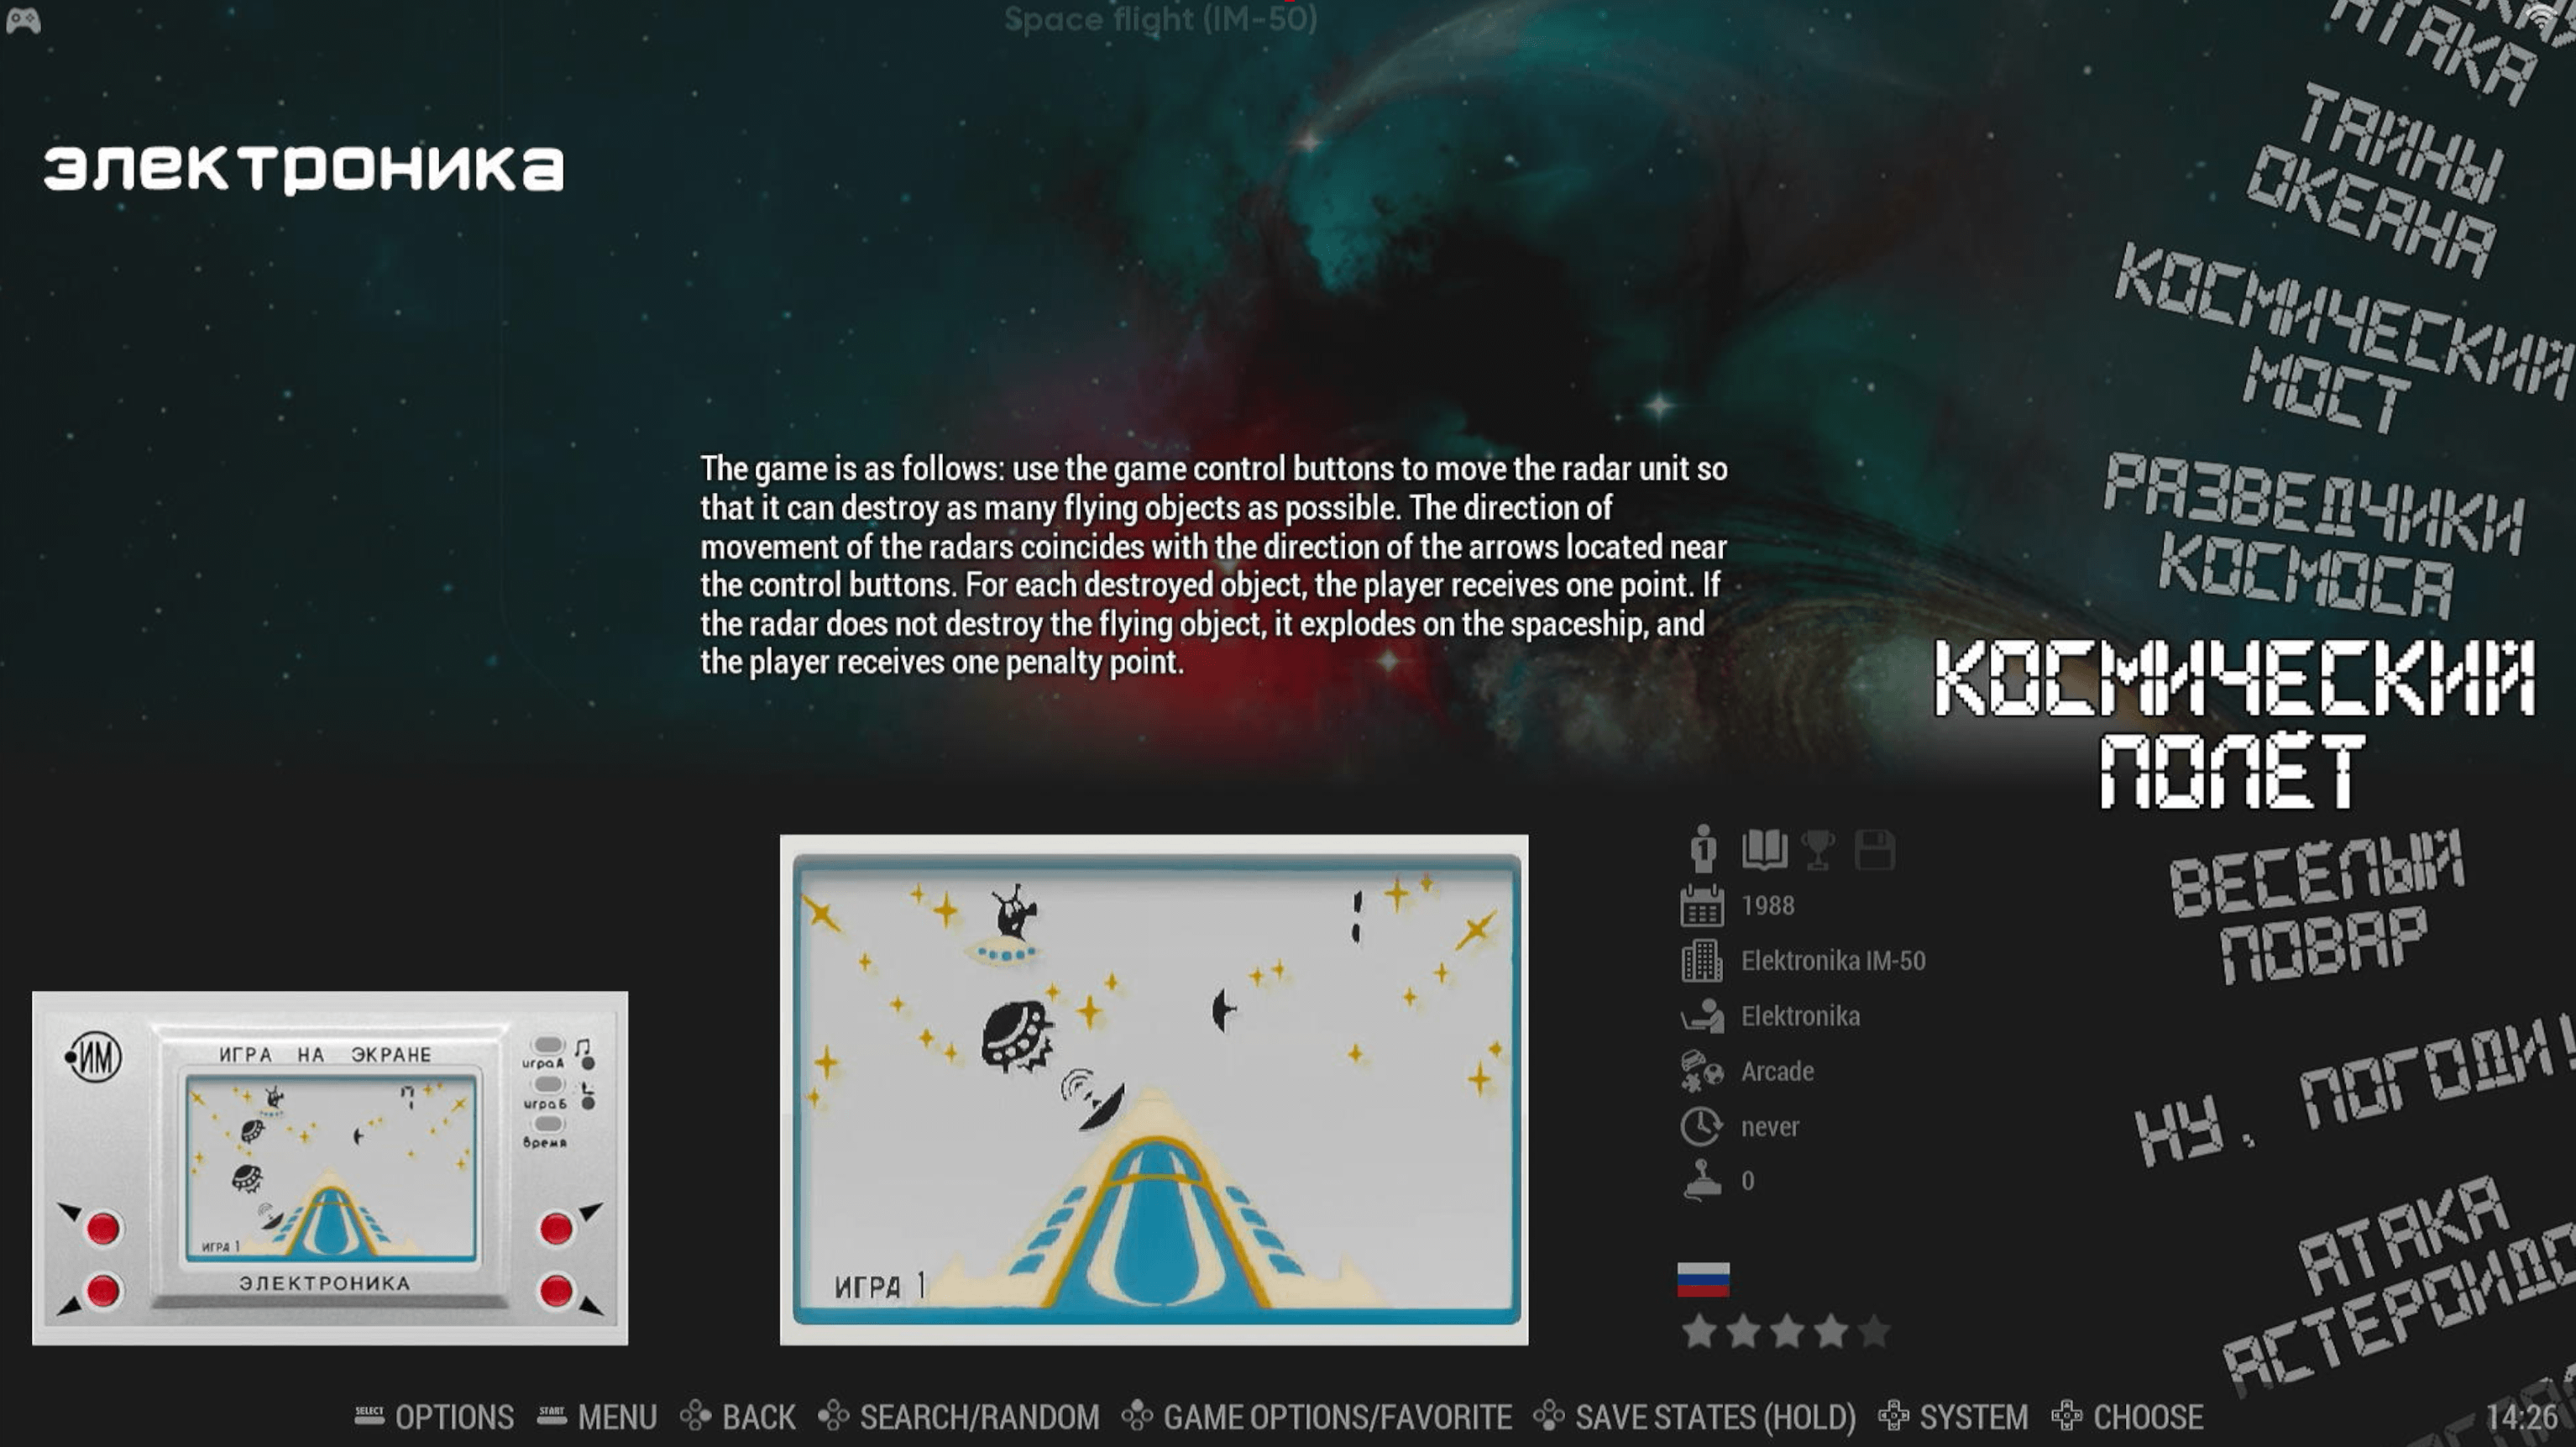 Space flight (IM-50)
электроника
АТАКА
ТАЙНЫ
ОКЕАНА
КОСМИЧЕСКИЙ
МОСТ
РАЗВЕДЧИКИ
КОСМОСА
КОСМИЧЕСКИЙ
ПОЛЁТ
ВЕСЁЛЫЙ
ПОВАР
НУ, ПОГОДИ!
АТАКА
The game is as follows: use the game control buttons to move the radar unit so
that it can destroy as many flying objects as possible. The direction of
movement of the radars coincides with the direction of the arrows located near
the control buttons. For each destroyed object, the player receives one point. If
the radar does not destroy the flying object, it explodes on the spaceship, and
the player receives one penalty point.
ИМ
ИГРА НА ЭКРАНЕ
играА
играБ
время
ИГРА 1
ЭЛЕКТРОНИКА
ИГРА 1
1
1988
Elektronika IM-50
Elektronika
Arcade
never
0
SELECT OPTIONS START MENU BACK SEARCH/RANDOM GAME OPTIONS/FAVORITE SAVE STATES (HOLD) SYSTEM CHOOSE 14:26